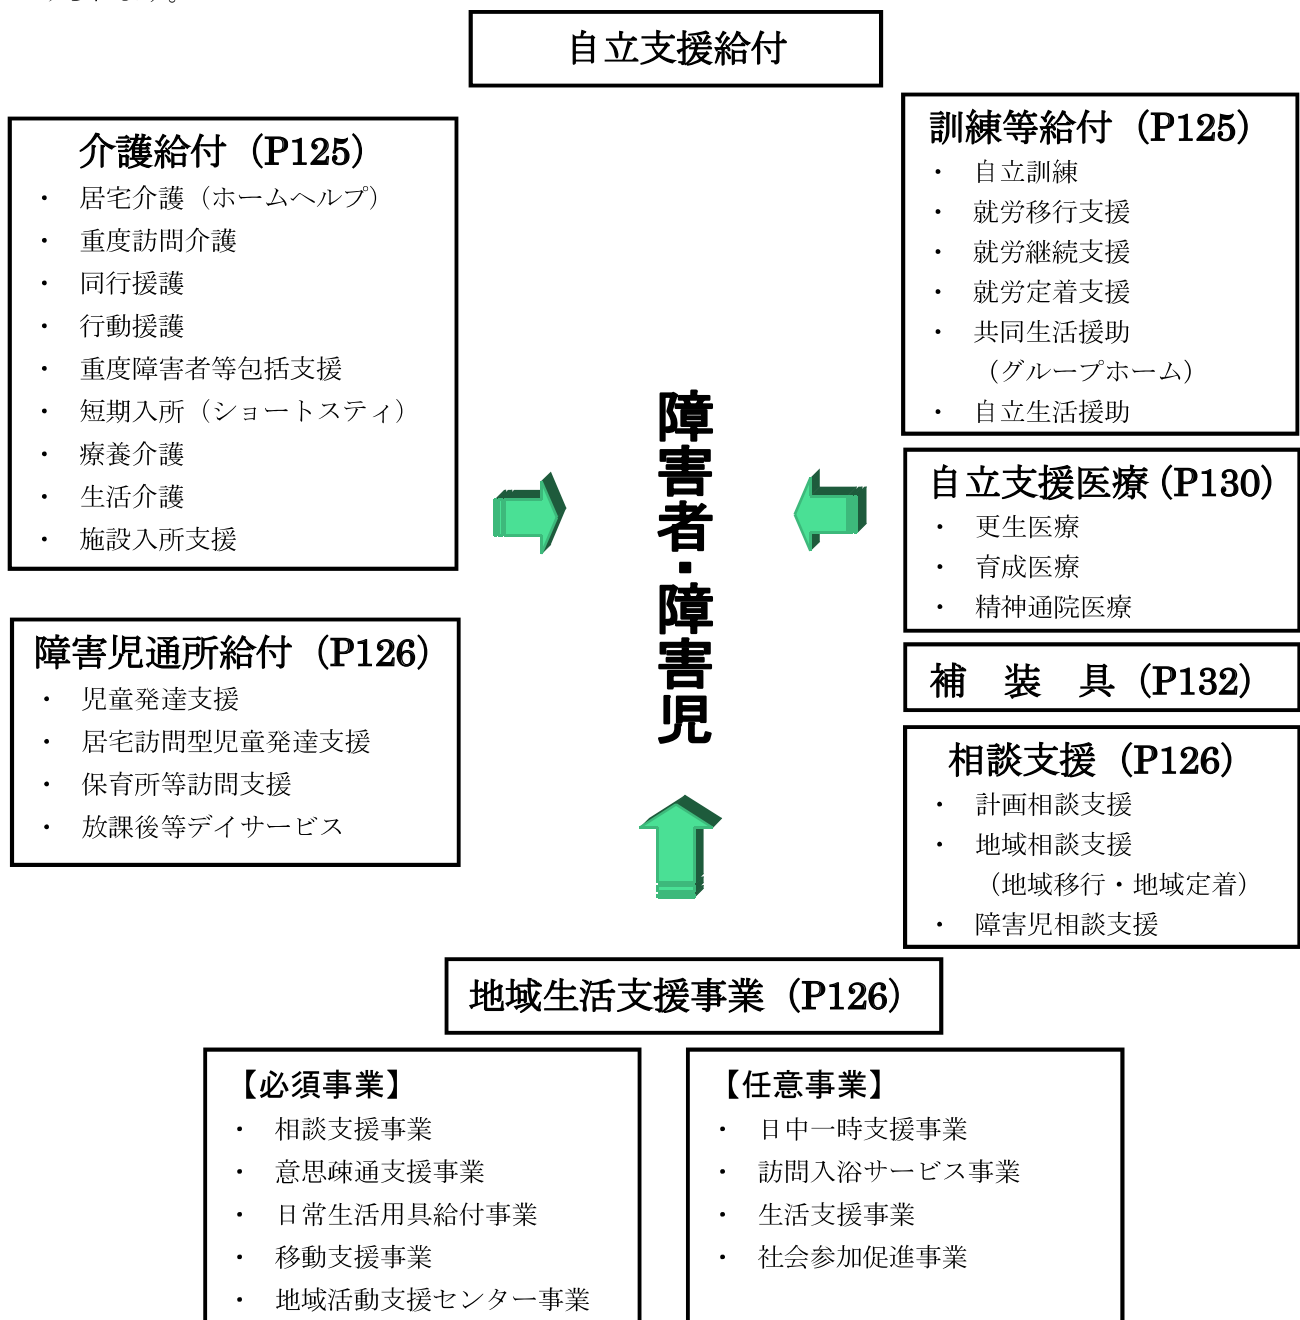 自立支援給付
介護給付（P125）
・ 居宅介護（ホームヘルプ）
・ 重度訪問介護
・ 同行援護
・ 行動援護
・ 重度障害者等包括支援
・ 短期入所（ショートスティ）
・ 療養介護
・ 生活介護
・ 施設入所支援
障害児通所給付（P126）
・ 児童発達支援
・ 居宅訪問型児童発達支援
・ 保育所等訪問支援
・ 放課後等デイサービス
障害者・障害児
訓練等給付（P125）
・ 自立訓練
・ 就労移行支援
・ 就労継続支援
・ 就労定着支援
・ 共同生活援助
（グループホーム）
・ 自立生活援助
自立支援医療（P130）
・ 更生医療
・ 育成医療
・ 精神通院医療
補　装　具（P132）
相談支援（P126）
・ 計画相談支援
・ 地域相談支援
（地域移行・地域定着）
・ 障害児相談支援
地域生活支援事業（P126）
【必須事業】
・ 相談支援事業
・ 意思疎通支援事業
・ 日常生活用具給付事業
・ 移動支援事業
・ 地域活動支援センター事業
【任意事業】
・ 日中一時支援事業
・ 訪問入浴サービス事業
・ 生活支援事業
・ 社会参加促進事業